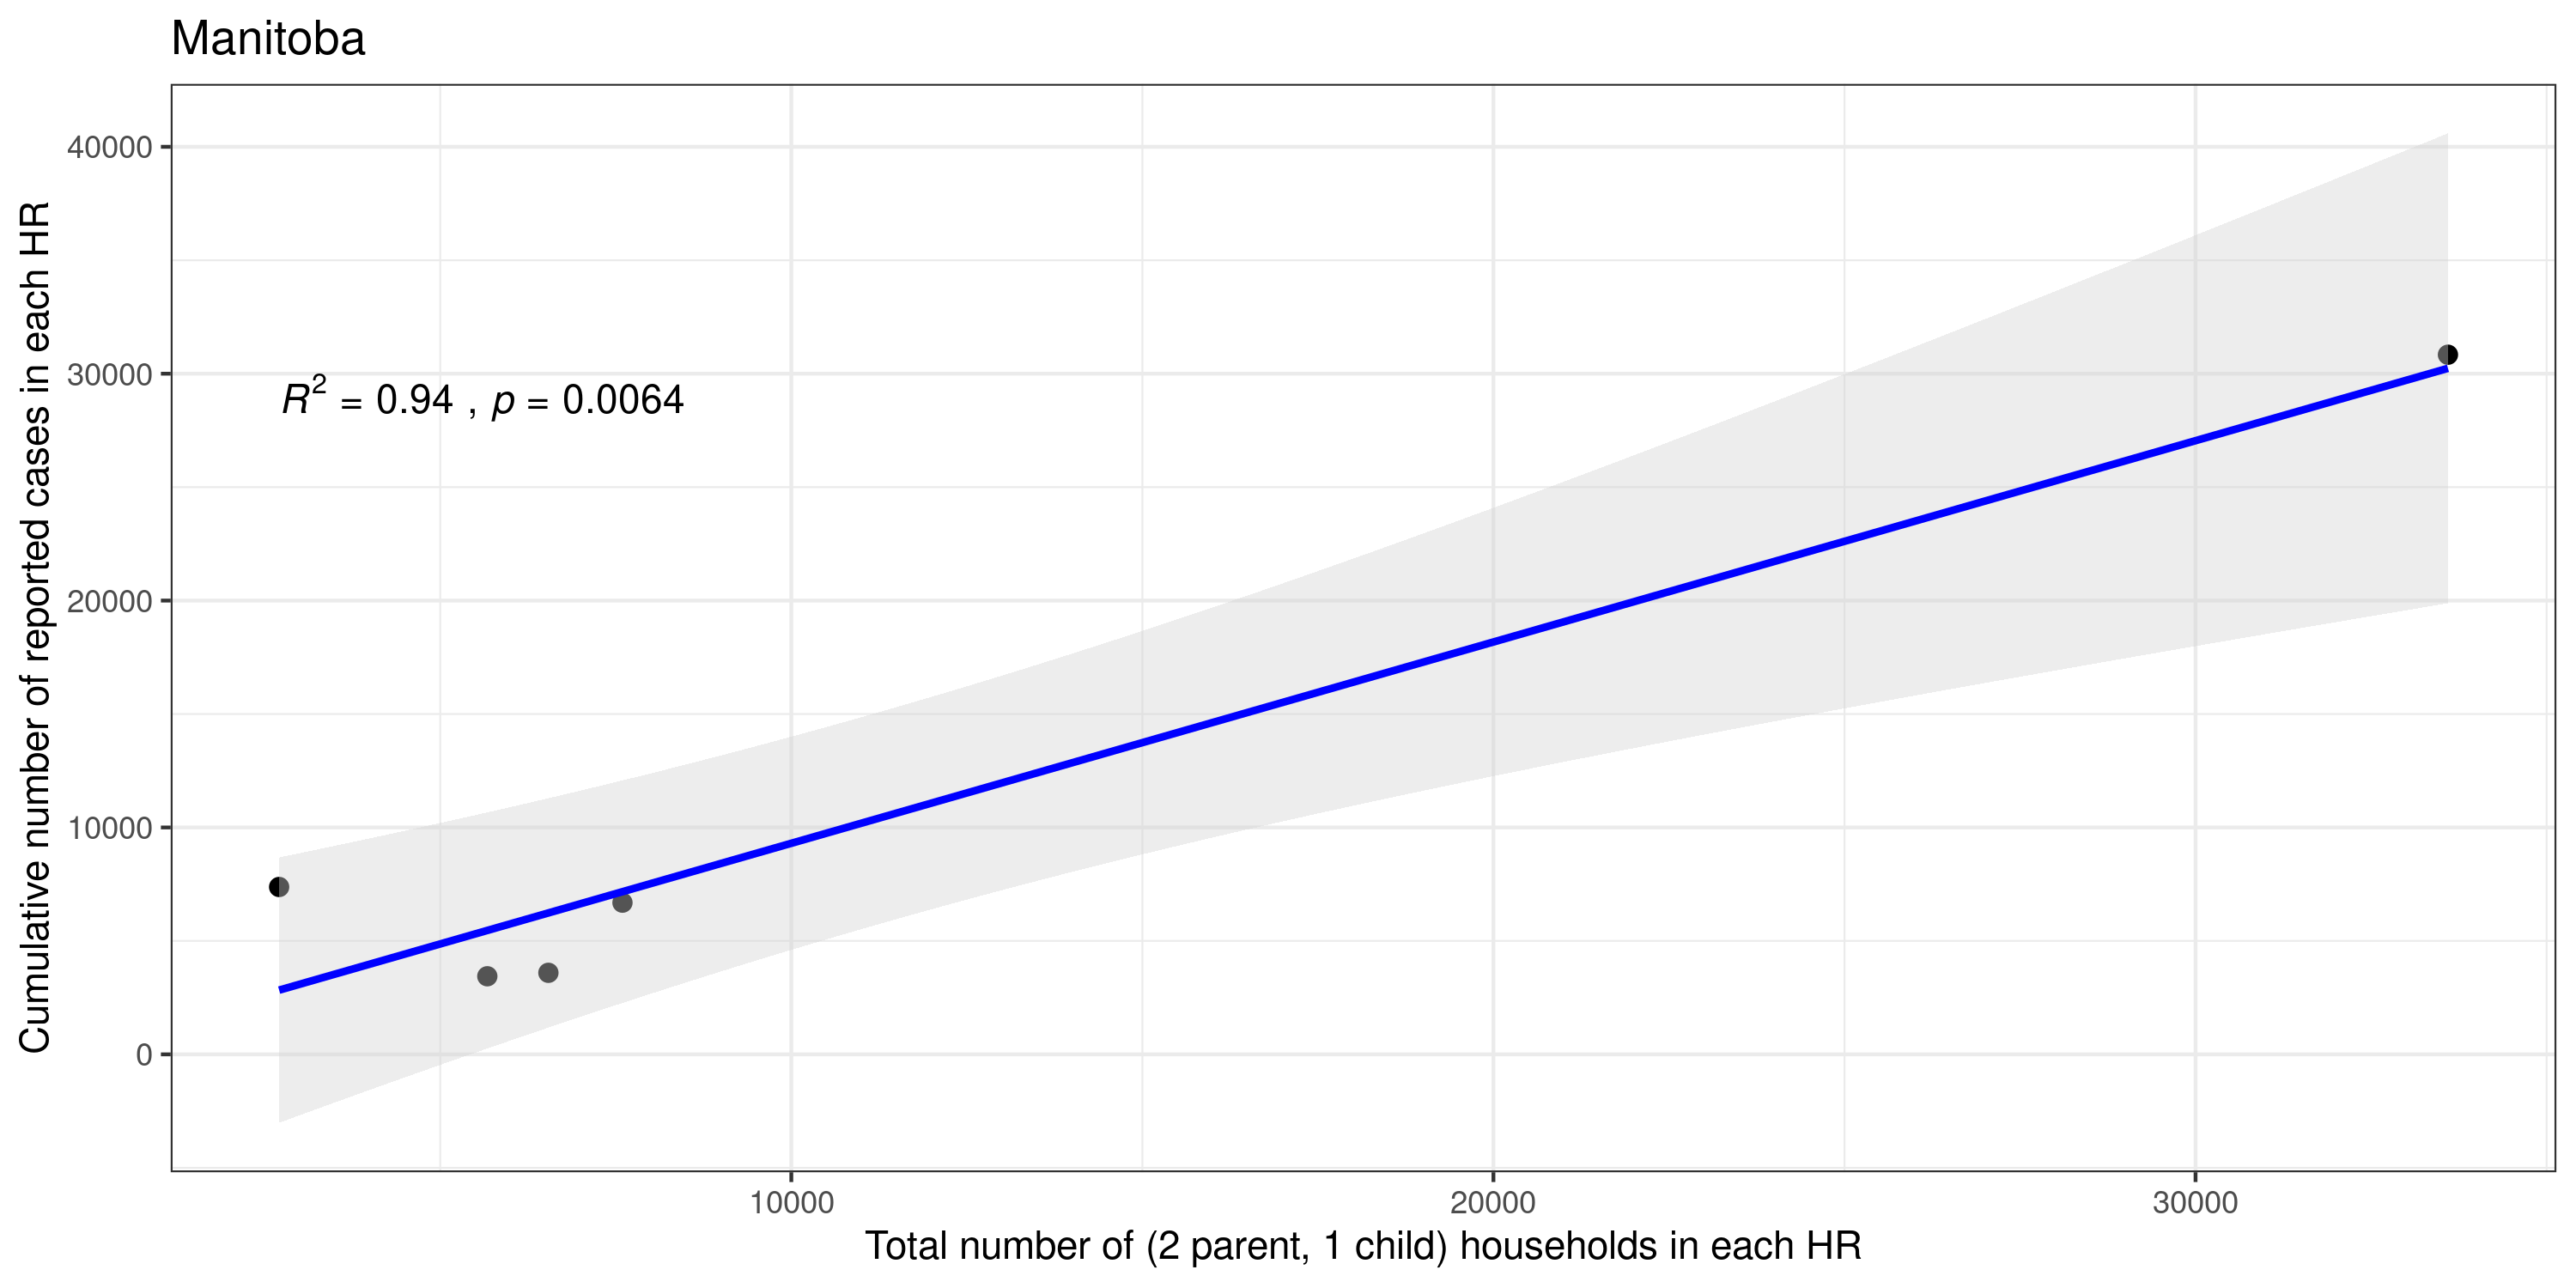 Manitoba
Cumulative number of reported cases in each HR
40000
30000
20000
10000
0
R² = 0.94 , p = 0.0064
10000
20000
30000
Total number of (2 parent, 1 child) households in each HR